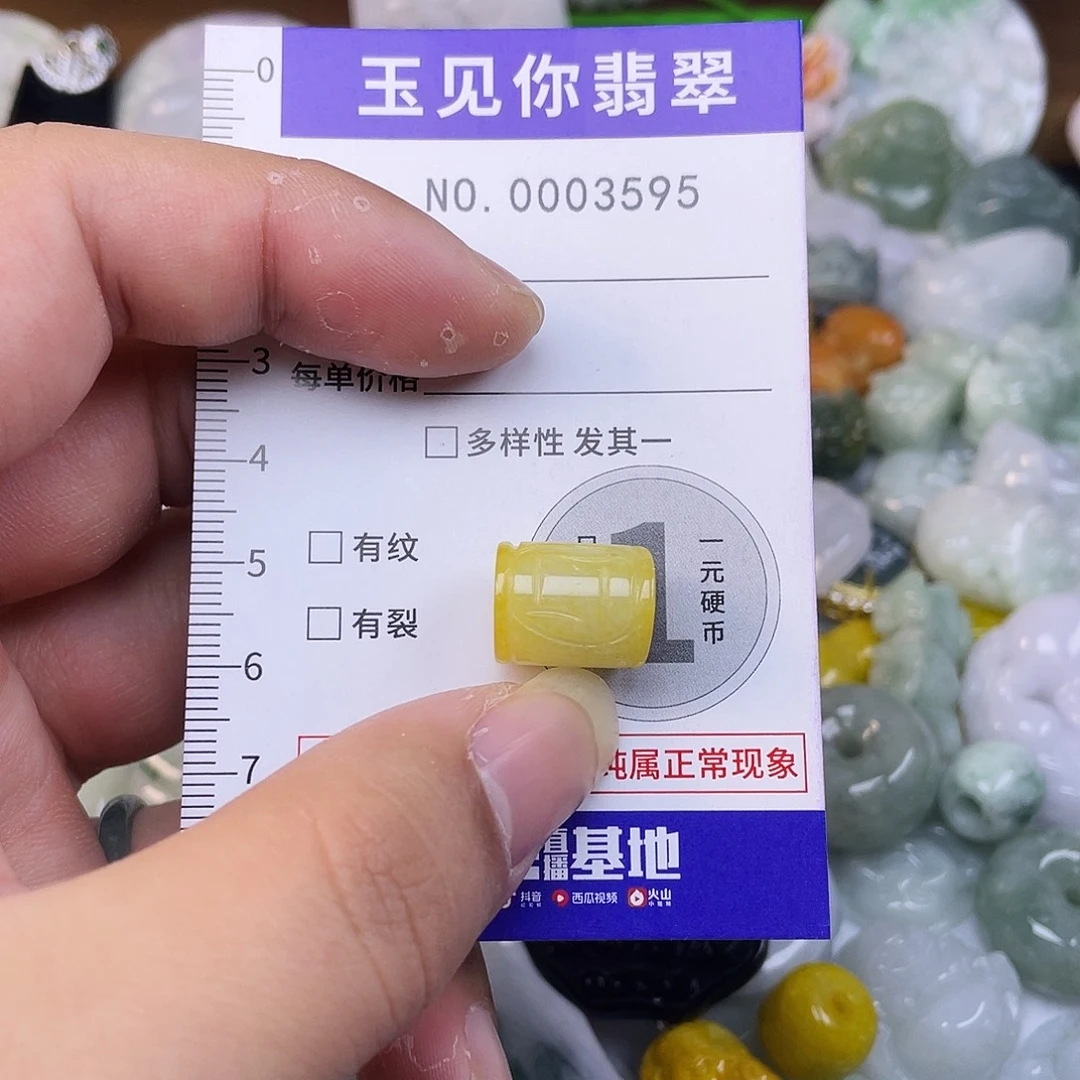 玉见你翡翠
0
NO. 0003595
3
每单价格
□多样性 发其一
4
□有纹
一元硬币
1
5
□有裂
6
纯属正常现象
7
直播基地
抖音 西瓜视频 火山